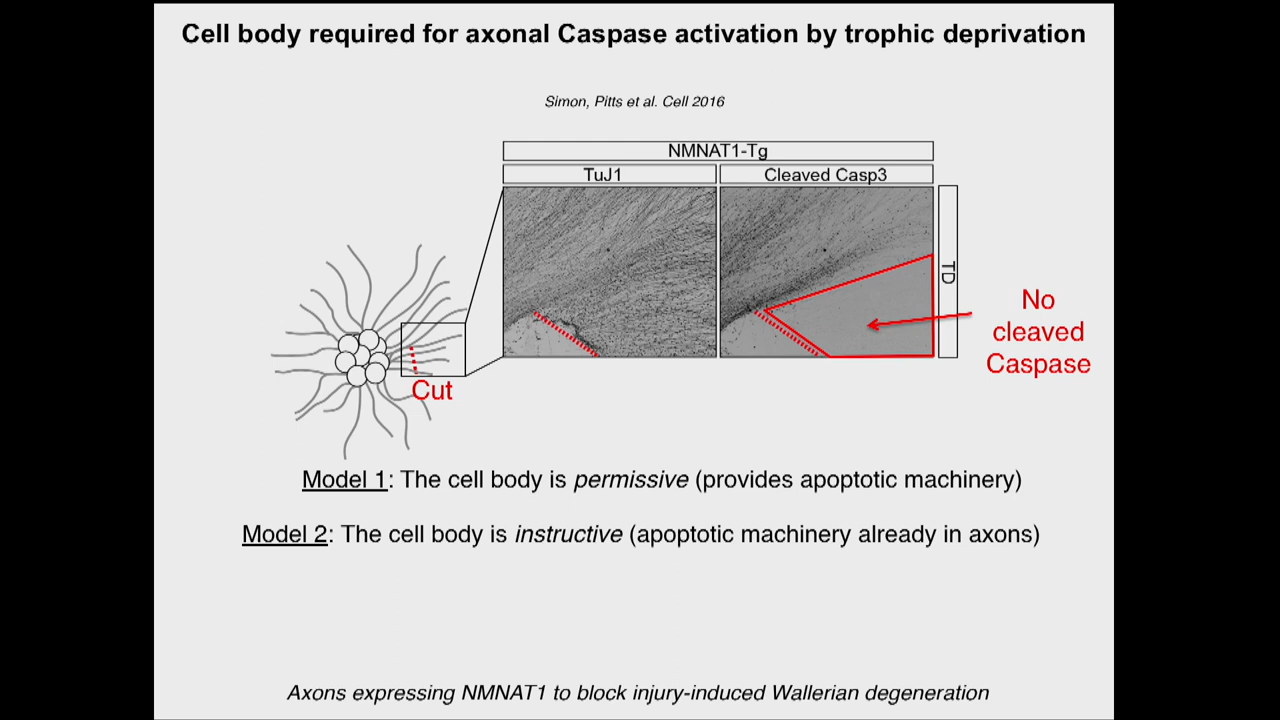 Cell body required for axonal Caspase activation by trophic deprivation
Simon, Pitts et al. Cell 2016
NMNAT1-Tg
TuJ1
Cleaved Casp3
TD
No
cleaved
Caspase
Cut
Model 1: The cell body is permissive (provides apoptotic machinery)
Model 2: The cell body is instructive (apoptotic machinery already in axons)
Axons expressing NMNAT1 to block injury-induced Wallerian degeneration